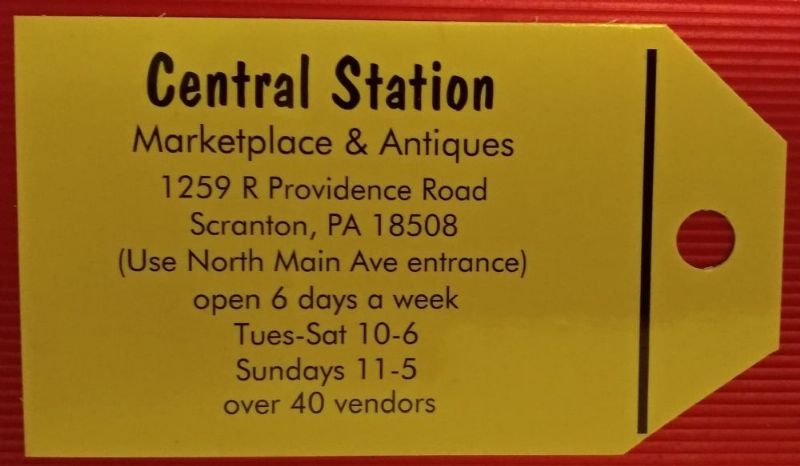 Central Station
Marketplace & Antiques
1259 R Providence Road
Scranton, PA 18508
(Use North Main Ave entrance)
open 6 days a week
Tues-Sat 10-6
Sundays 11-5
over 40 vendors